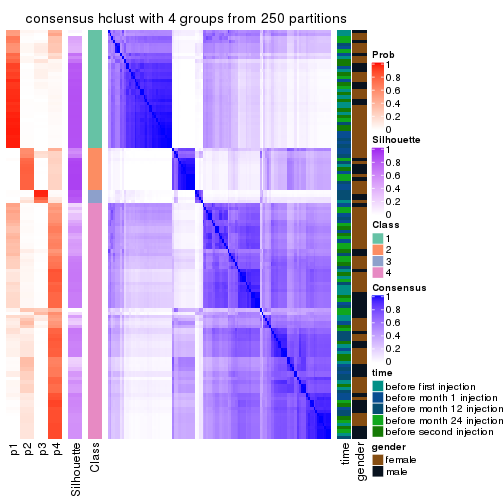 consensus hclust with 4 groups from 250 partitions
Prob
1
0.8
0.6
0.4
0.2
0
Silhouette
1
0.8
0.6
0.4
0.2
0
Class
1
2
3
4
Consensus
1
0.8
0.6
0.4
0.2
0
time
before first injection
before month 1 injection
before month 12 injection
before month 24 injection
before second injection
gender
female
male
p1
p2
p3
p4
Silhouette
Class
time
gender